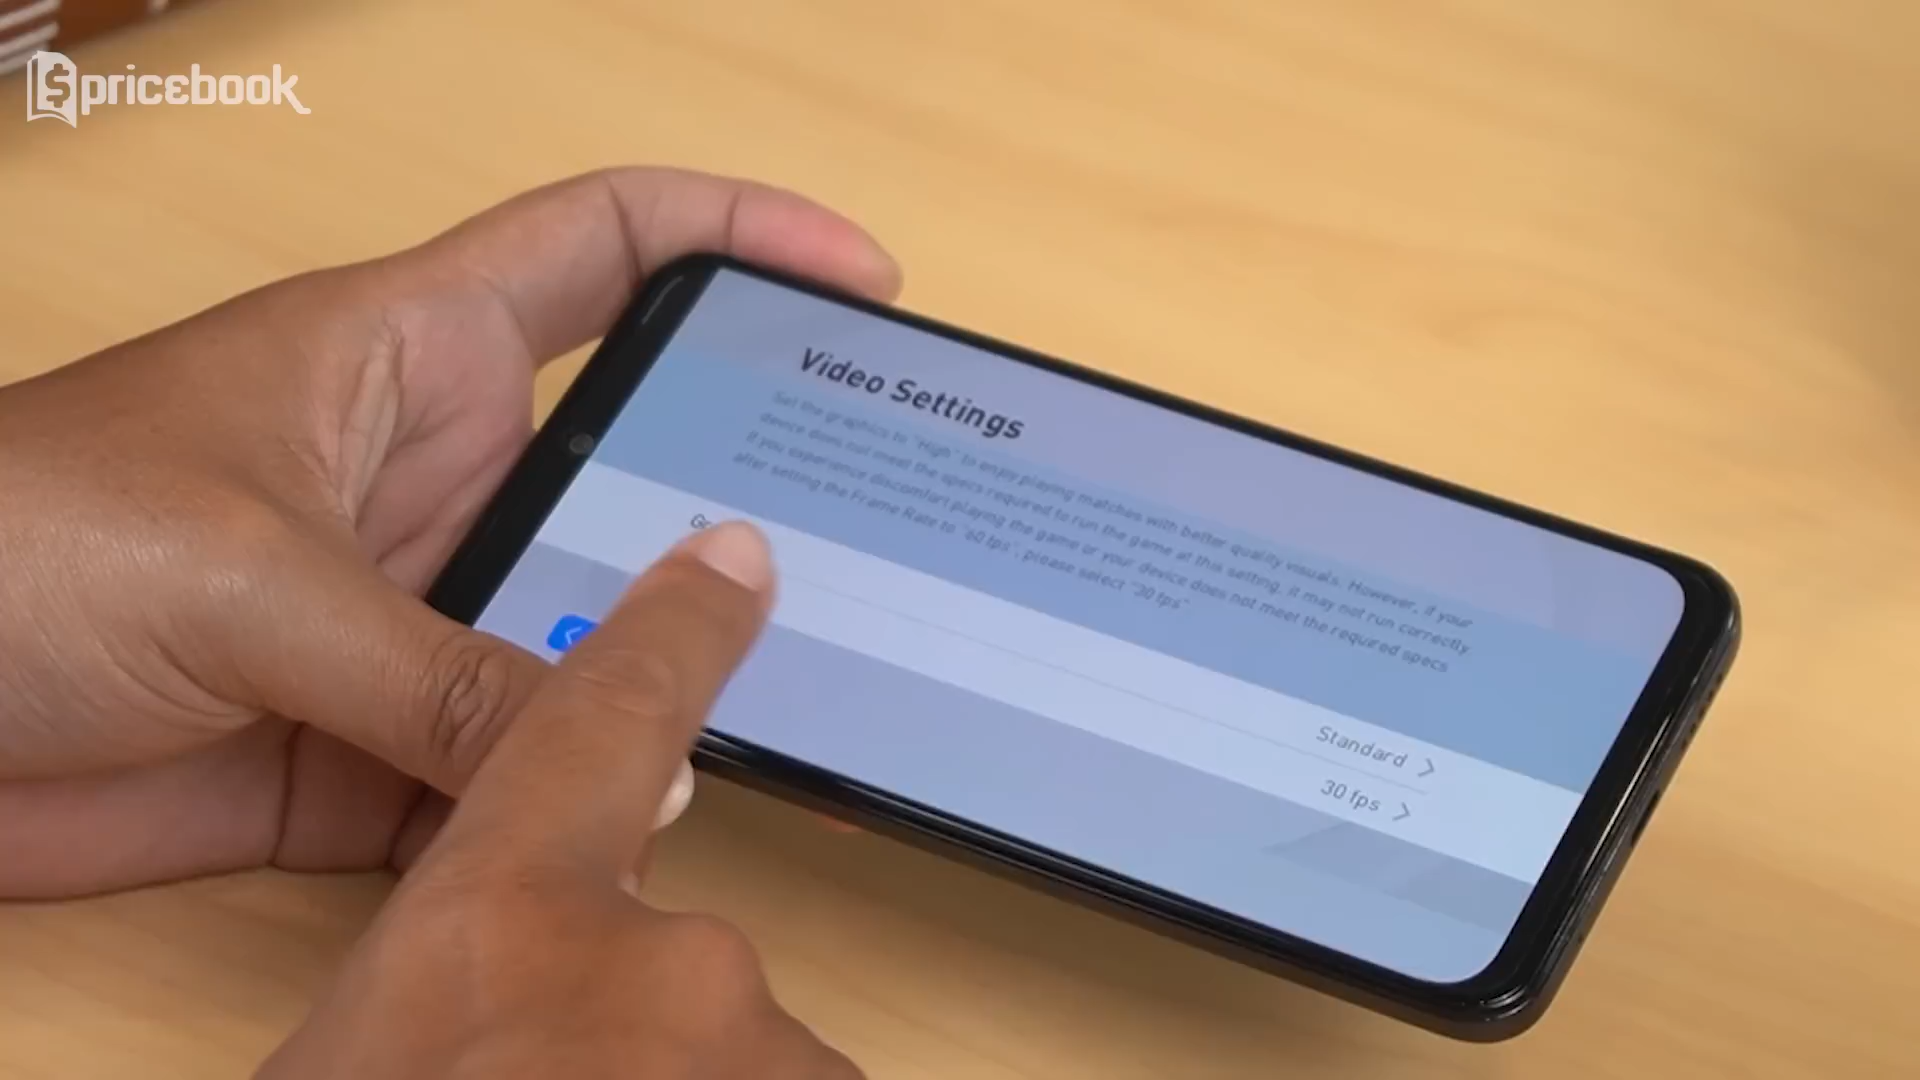 pricebook
Video Settings
Set the graphics to "High" to enjoy playing matches with better quality visuals. However, if your
device does not meet the specs required to run the game at this setting, it may not run correctly
If you experience discomfort playing the game or your device does not meet the required specs
after setting the Frame Rate to "60 fps", please select "30 fps"
Standard
30 fps